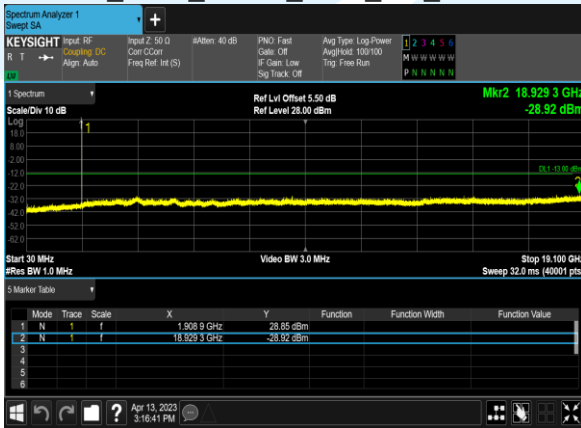 Spectrum Analyzer 1
Swept SA
+
KEYSIGHT Input: RF Input Z: 50 Ω #Atten: 40 dB PNO: Fast Avg Type: Log-Power 1 2 3 4 5 6
R T Coupling: DC Corr CCorr Gate: Off Avg|Hold: 100/100 M W W W W W
Align: Auto Freq Ref: Int (S) IF Gain: Low Trig: Free Run
Sig Track: Off P N N N N N
1 Spectrum Ref Lvl Offset 5.50 dB Mkr2 18.929 3 GHz
Scale/Div 10 dB Ref Level 28.00 dBm -28.92 dBm
Log
1
18.0
8.00
-2.00
-12.0 DL1 -13.00 dBm
-22.0
-32.0
-42.0
-52.0
-62.0
Start 30 MHz Video BW 3.0 MHz Stop 19.100 GHz
#Res BW 1.0 MHz Sweep 32.0 ms (40001 pts)
5 Marker Table
Mode Trace Scale X Y Function Function Width Function Value
1 N 1 f 1.908 9 GHz 28.85 dBm
2 N 1 f 18.929 3 GHz -28.92 dBm
3
4
5
6
? Apr 13, 2023
3:16:41 PM